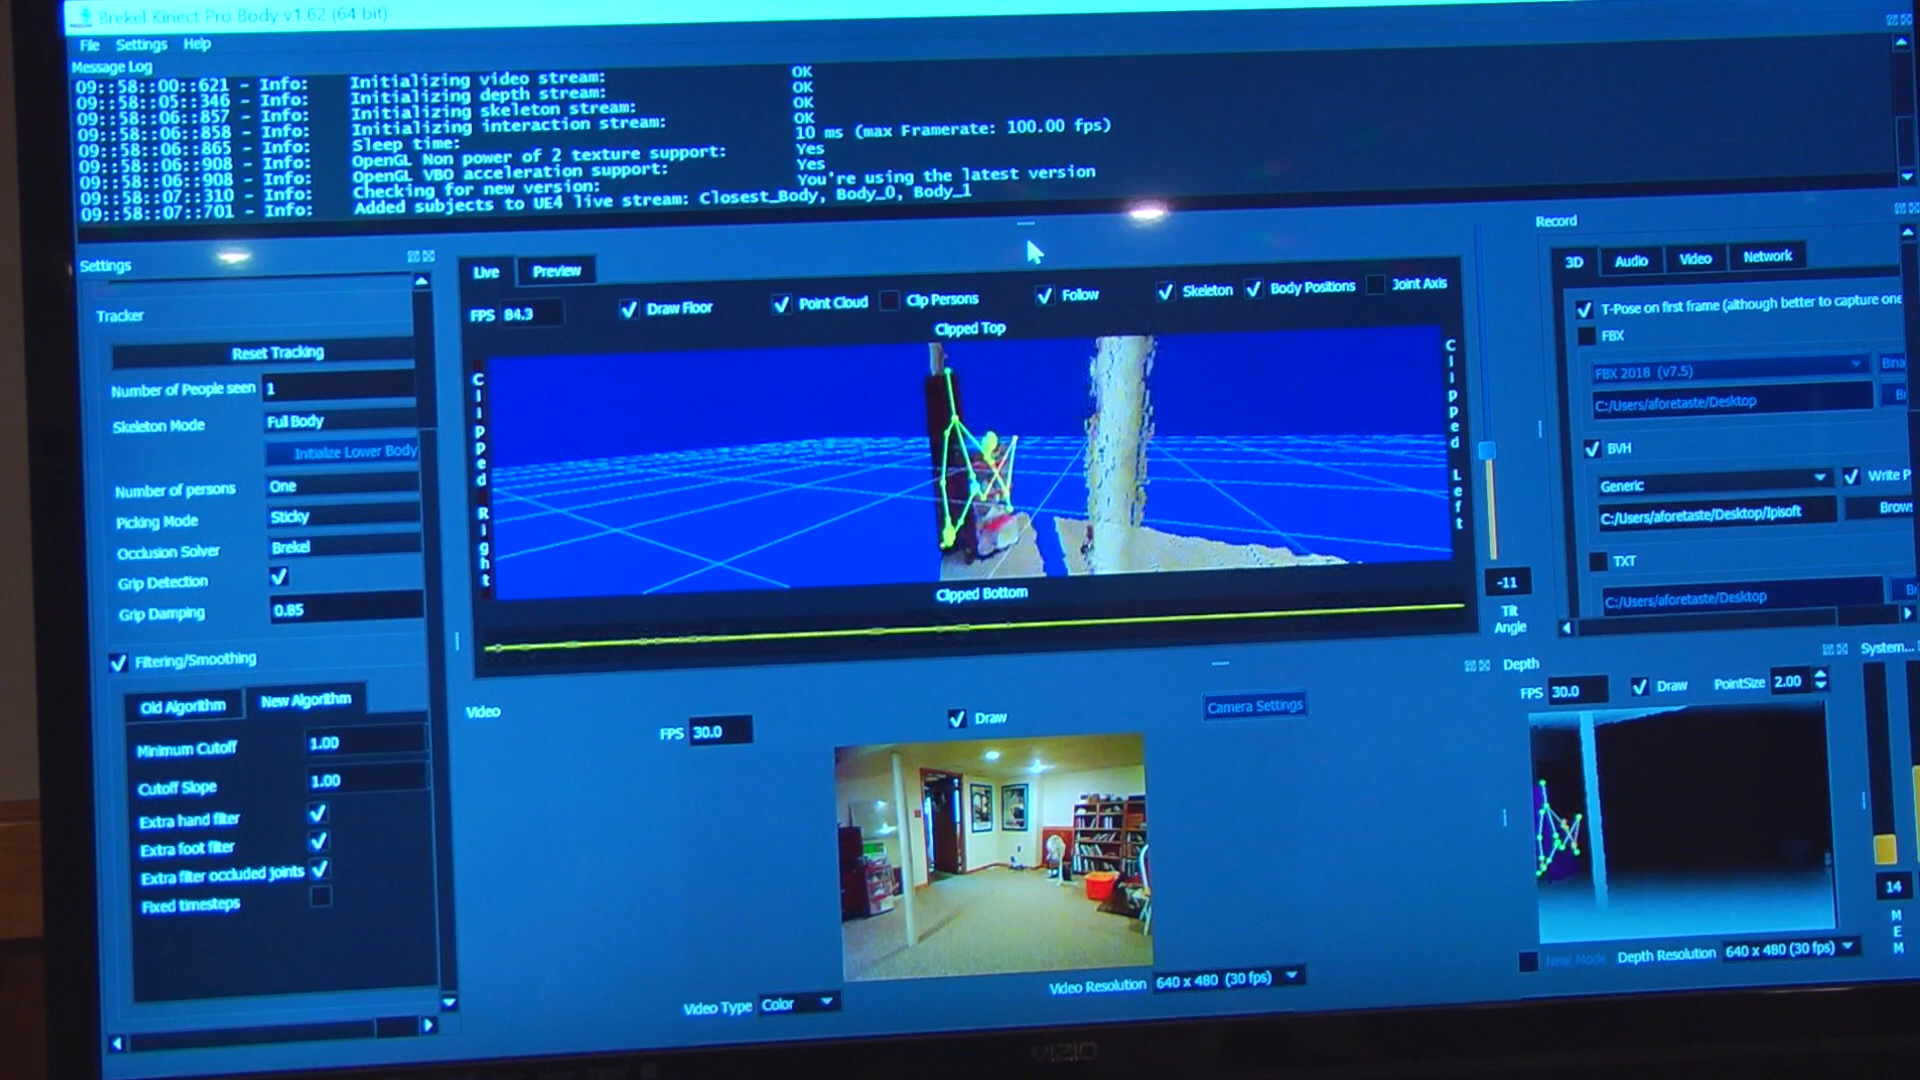 Brekel Kinect Pro Body v1.62 (64 bit)
File Settings Help
Message Log
09::58::00::621 - Info: Initializing video stream: OK
09::58::05::346 - Info: Initializing depth stream: OK
09::58::06::857 - Info: Initializing skeleton stream: OK
09::58::06::858 - Info: Initializing interaction stream: OK
09::58::06::865 - Info: Sleep time: 10 ms (max Framerate: 100.00 fps)
09::58::06::908 - Info: OpenGL Non power of 2 texture support: Yes
09::58::06::908 - Info: OpenGL VBO acceleration support: Yes
09::58::07::310 - Info: Checking for new version: You're using the latest version
09::58::07::701 - Info: Added subjects to UE4 live stream: Closest_Body, Body_0, Body_1
Settings
Tracker
Reset Tracking
Number of People seen 1
Skeleton Mode Full Body
Initialize Lower Body
Number of persons One
Picking Mode Sticky
Occlusion Solver Brekel
Grip Detection
Grip Damping 0.85
Filtering/Smoothing
Old Algorithm New Algorithm
Minimum Cutoff 1.00
Cutoff Slope 1.00
Extra hand filter
Extra foot filter
Extra filter occluded joints
Fixed timesteps
Live Preview
FPS 84.3 Draw Floor Point Cloud Clip Persons Follow Skeleton Body Positions Joint Axis
Clipped Top
Clipped Right
Clipped Left
Clipped Bottom
-11
Tilt
Angle
Video
FPS 30.0 Draw Camera Settings
Video Type Color
Video Resolution 640 x 480 (30 fps)
Record
3D Audio Video Network
T-Pose on first frame (although better to capture one
FBX
FBX 2018 (v7.5) Bina
C:/Users/aforetaste/Desktop Br
BVH
Generic Write P
C:/Users/aforetaste/Desktop/Ipisoft Brows
TXT
C:/Users/aforetaste/Desktop Br
Depth
FPS 30.0 Draw PointSize 2.00
New Mode Depth Resolution 640 x 480 (30 fps)
System...
14
MEM
VIZIO